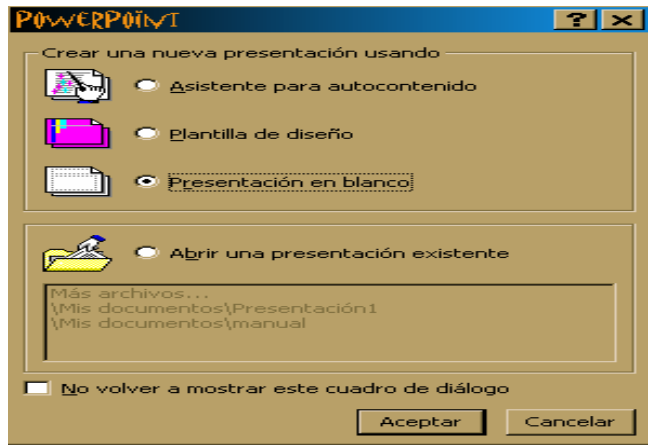 PowerPoint
Crear una nueva presentación usando
Asistente para autocontenido
Plantilla de diseño
Presentación en blanco
Abrir una presentación existente
Más archivos...
\Mis documentos\Presentación1
\Mis documentos\manual
No volver a mostrar este cuadro de diálogo
Aceptar Cancelar